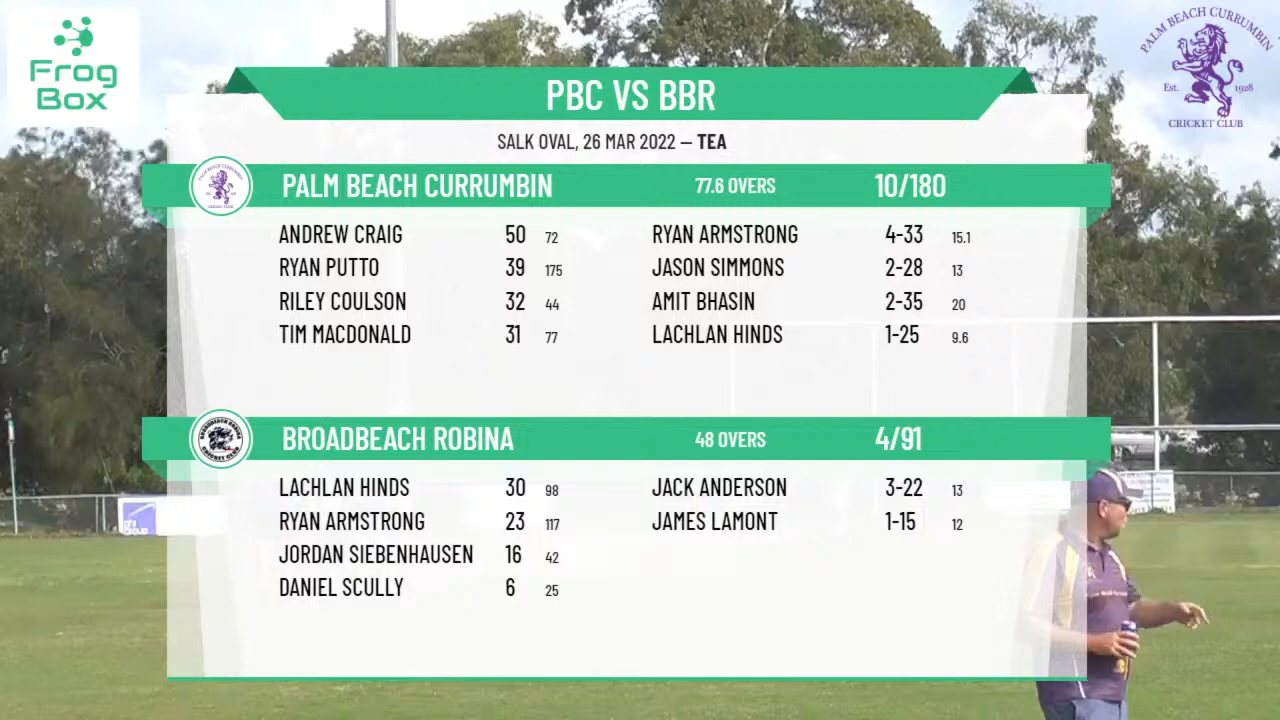 Frog
Box
PALM BEACH CURRUMBIN
Est. 1928
CRICKET CLUB
PBC VS BBR
SALK OVAL, 26 MAR 2022 – TEA
PALM BEACH CURRUMBIN 77.6 OVERS 10/180
ANDREW CRAIG 50 72 RYAN ARMSTRONG 4-33 15.1
RYAN PUTTO 39 175 JASON SIMMONS 2-28 13
RILEY COULSON 32 44 AMIT BHASIN 2-35 20
TIM MACDONALD 31 77 LACHLAN HINDS 1-25 9.6
BROADBEACH ROBINA 48 OVERS 4/91
LACHLAN HINDS 30 98 JACK ANDERSON 3-22 13
RYAN ARMSTRONG 23 117 JAMES LAMONT 1-15 12
JORDAN SIEBENHAUSEN 16 42
DANIEL SCULLY 6 25